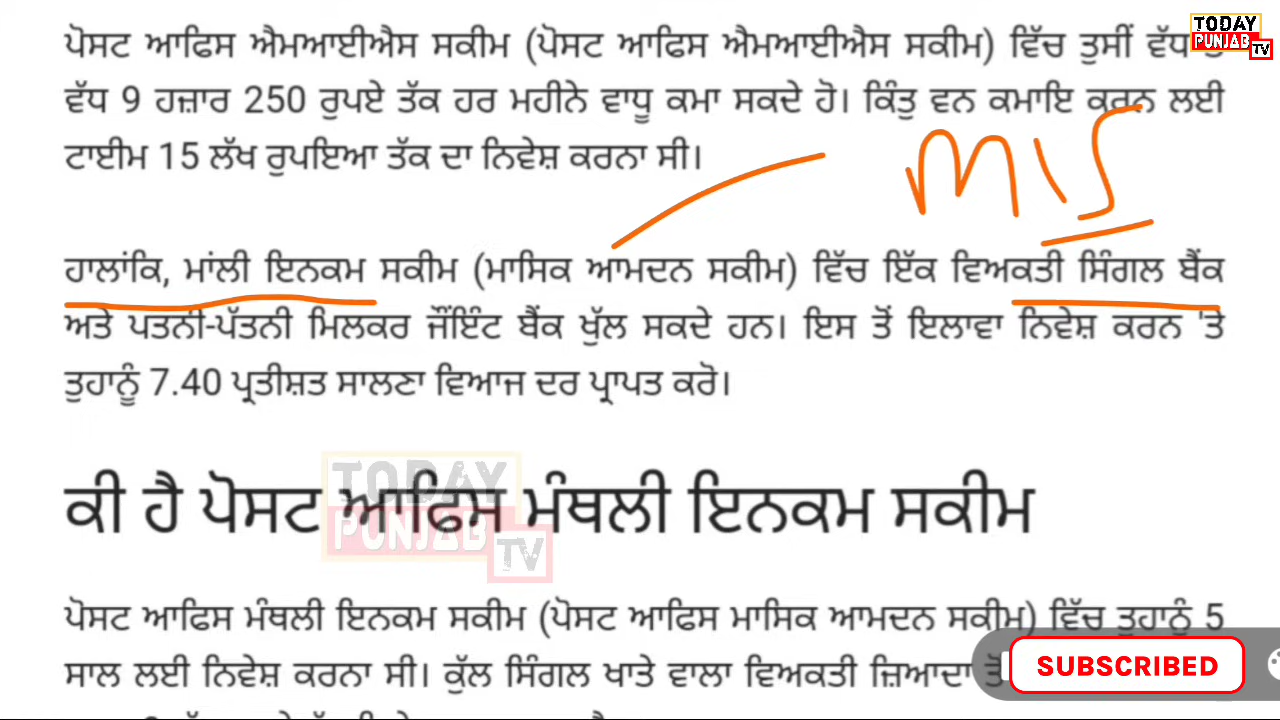 TODAY
PUNJAB
TV
ਪੋਸਟ ਆਫਿਸ ਐਮਆਈਐਸ ਸਕੀਮ (ਪੋਸਟ ਆਫਿਸ ਐਮਆਈਐਸ ਸਕੀਮ) ਵਿੱਚ ਤੁਸੀਂ ਵੱਧ
ਵੱਧ 9 ਹਜ਼ਾਰ 250 ਰੁਪਏ ਤੱਕ ਹਰ ਮਹੀਨੇ ਵਾਧੂ ਕਮਾ ਸਕਦੇ ਹੋ। ਕਿੰਤੁ ਵਨ ਕਮਾਇ ਕਰਨ ਲਈ
ਟਾਈਮ 15 ਲੱਖ ਰੁਪਇਆ ਤੱਕ ਦਾ ਨਿਵੇਸ਼ ਕਰਨਾ ਸੀ।
MIS
ਹਾਲਾਂਕਿ, ਮਾਂਲੀ ਇਨਕਮ ਸਕੀਮ (ਮਾਸਿਕ ਆਮਦਨ ਸਕੀਮ) ਵਿੱਚ ਇੱਕ ਵਿਅਕਤੀ ਸਿੰਗਲ ਬੈਂਕ
ਅਤੇ ਪਤਨੀ-ਪੱਤਨੀ ਮਿਲਕਰ ਜੌਂਇੰਟ ਬੈਂਕ ਖੁੱਲ ਸਕਦੇ ਹਨ। ਇਸ ਤੋਂ ਇਲਾਵਾ ਨਿਵੇਸ਼ ਕਰਨ 'ਤੇ
ਤੁਹਾਨੂੰ 7.40 ਪ੍ਰਤੀਸ਼ਤ ਸਾਲਣਾ ਵਿਆਜ ਦਰ ਪ੍ਰਾਪਤ ਕਰੋ।
ਕੀ ਹੈ ਪੋਸਟ ਆਫਿਸ ਮੰਥਲੀ ਇਨਕਮ ਸਕੀਮ
TODAY
PUNJAB
TV
ਪੋਸਟ ਆਫਿਸ ਮੰਥਲੀ ਇਨਕਮ ਸਕੀਮ (ਪੋਸਟ ਆਫਿਸ ਮਾਸਿਕ ਆਮਦਨ ਸਕੀਮ) ਵਿੱਚ ਤੁਹਾਨੂੰ 5
ਸਾਲ ਲਈ ਨਿਵੇਸ਼ ਕਰਨਾ ਸੀ। ਕੁੱਲ ਸਿੰਗਲ ਖਾਤੇ ਵਾਲਾ ਵਿਅਕਤੀ ਜ਼ਿਆਦਾ
SUBSCRIBED